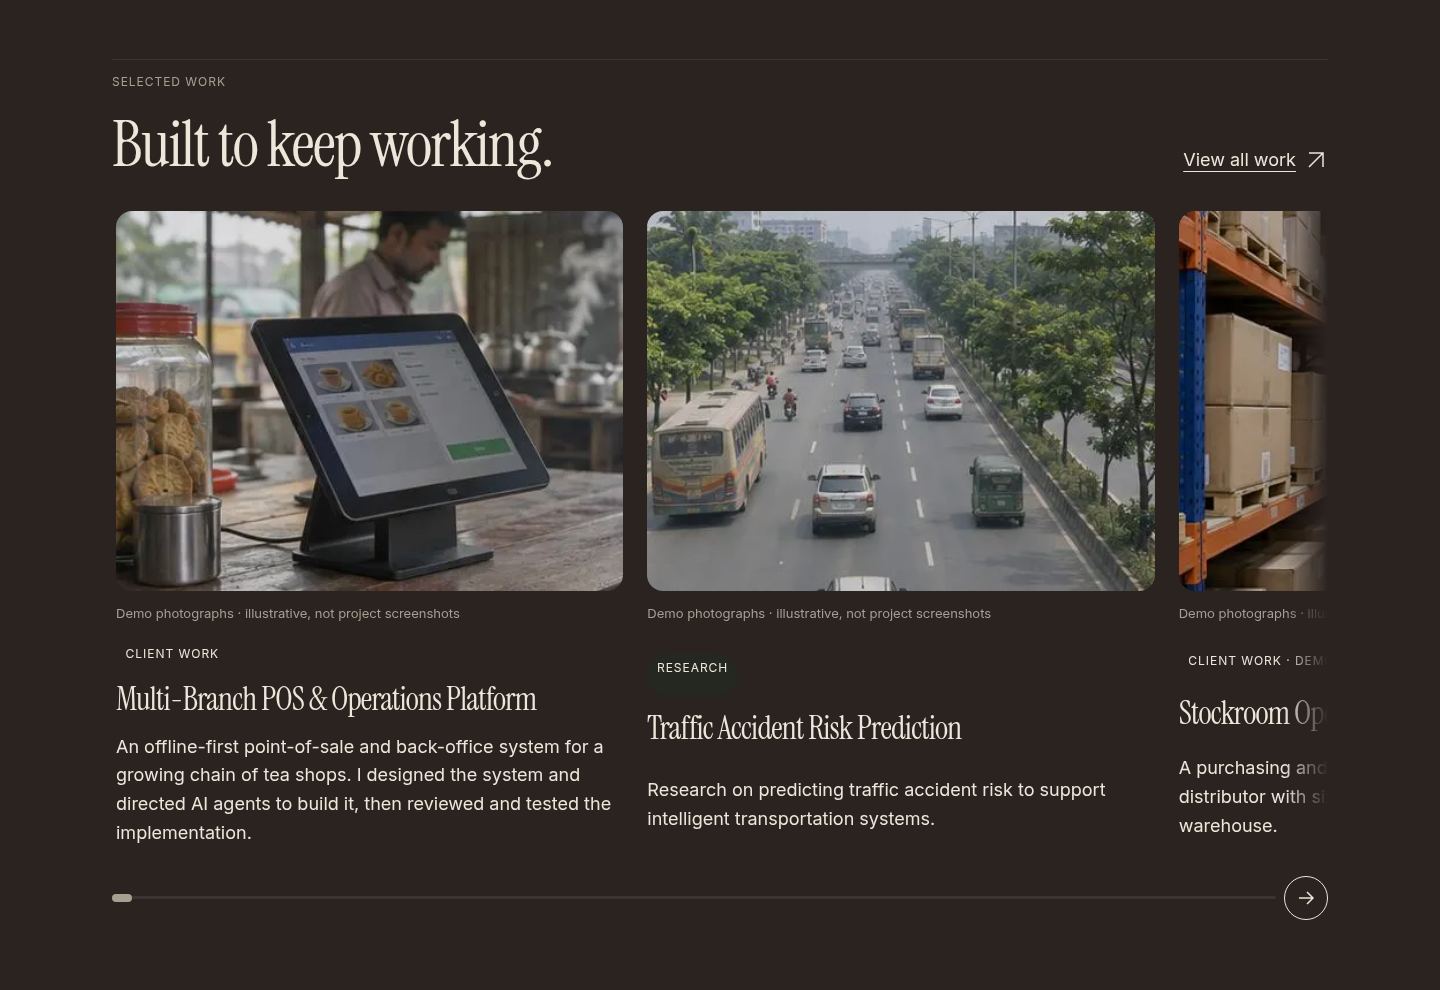 SELECTED WORK
Built to keep working.
View all work
Demo photographs · illustrative, not project screenshots
CLIENT WORK
Multi-Branch POS & Operations Platform
An offline-first point-of-sale and back-office system for a
growing chain of tea shops. I designed the system and
directed AI agents to build it, then reviewed and tested the
implementation.
Demo photographs · illustrative, not project screenshots
RESEARCH
Traffic Accident Risk Prediction
Research on predicting traffic accident risk to support
intelligent transportation systems.
Demo photographs ·
CLIENT WORK ·
Stockroom
A purchasing and
distributor with
warehouse.